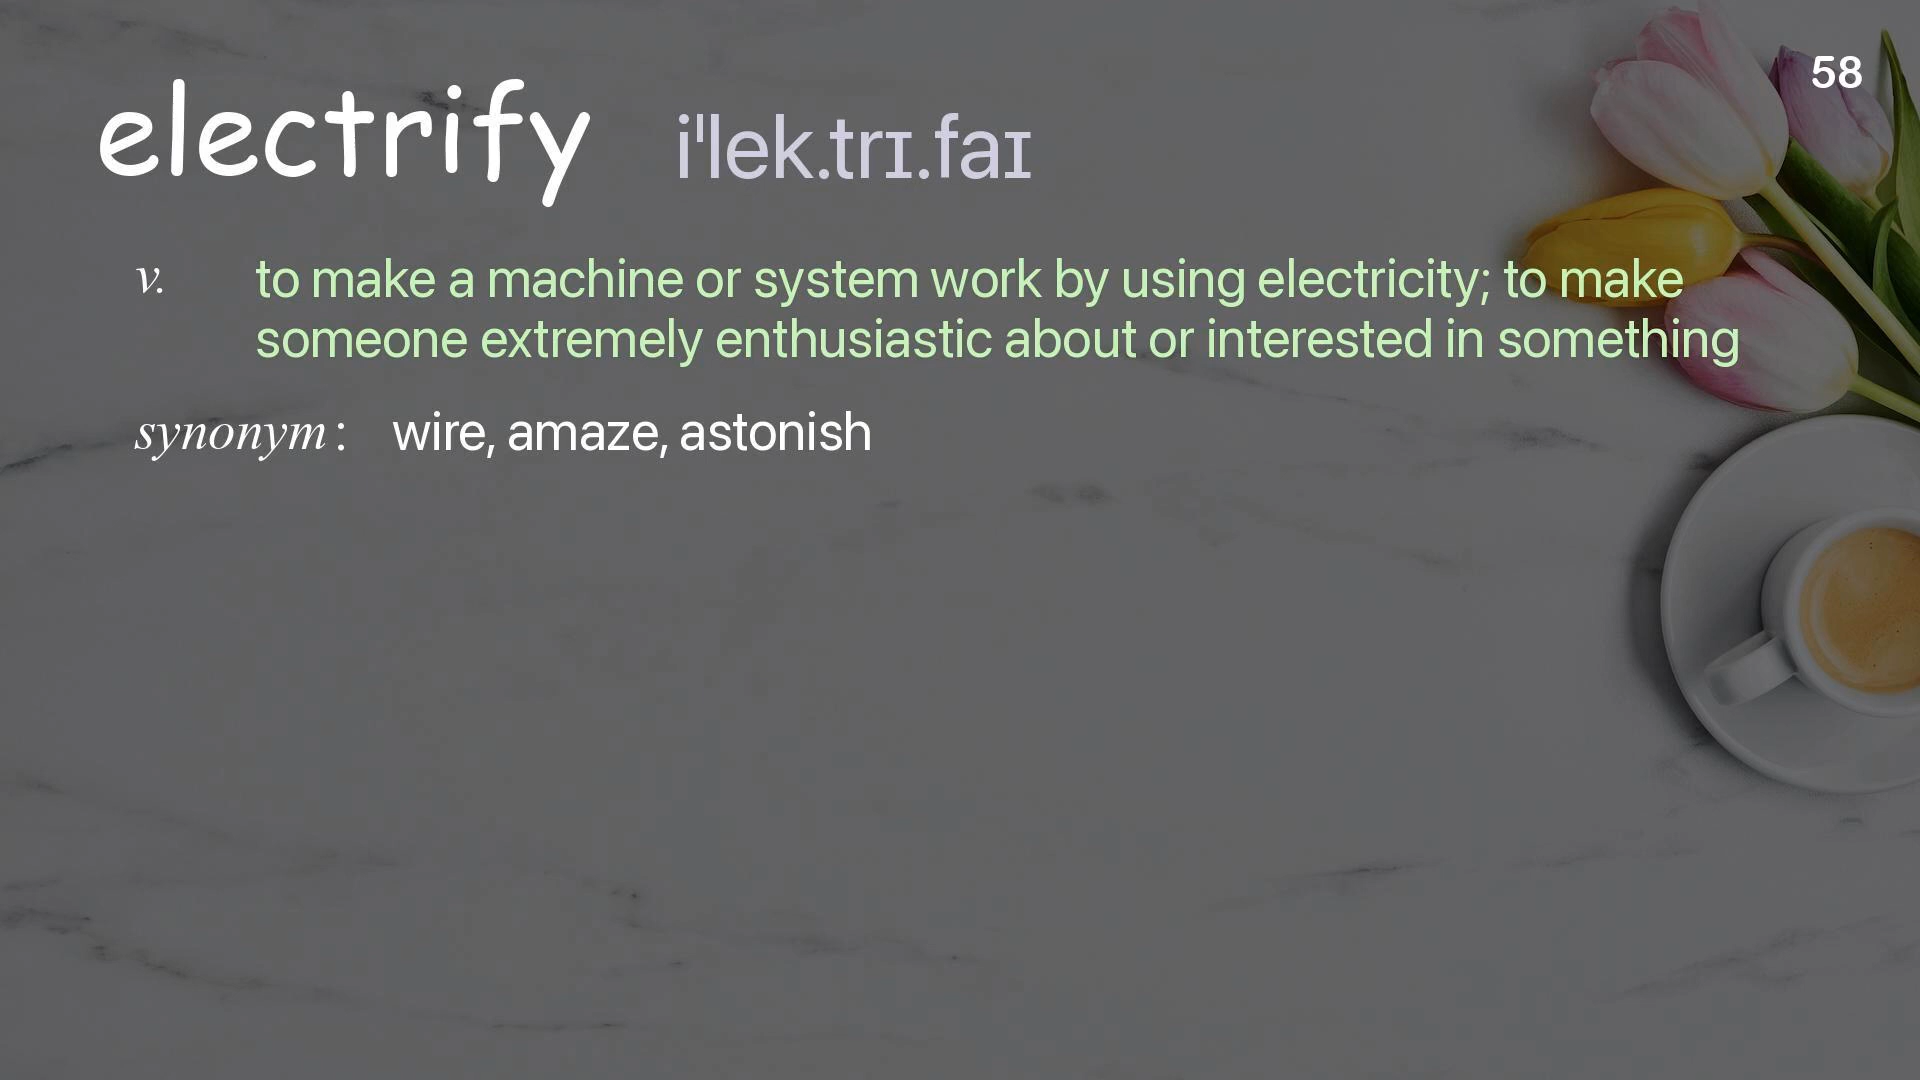 58
electrify iˈlek.trɪ.faɪ
v. to make a machine or system work by using electricity; to make
someone extremely enthusiastic about or interested in something
synonym: wire, amaze, astonish